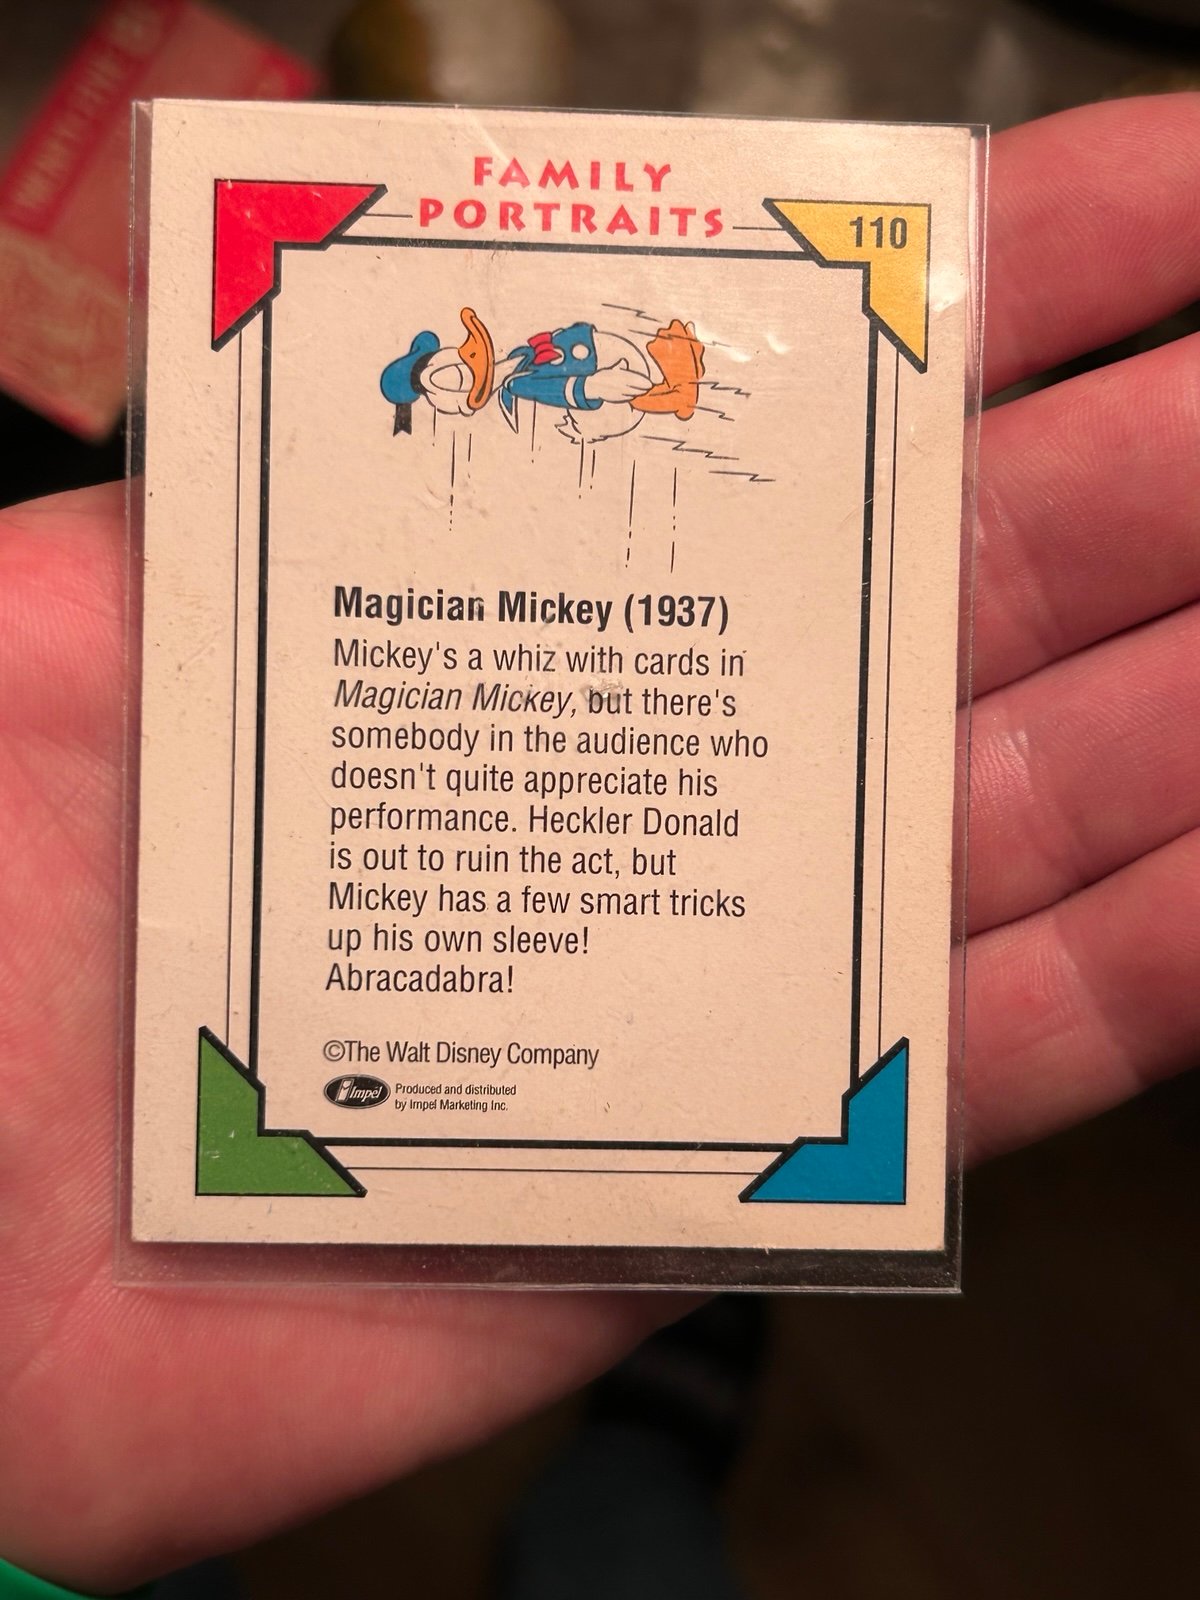 FAMILY
PORTRAITS
110
Magician Mickey (1937)
Mickey's a whiz with cards in
Magician Mickey, but there's
somebody in the audience who
doesn't quite appreciate his
performance. Heckler Donald
is out to ruin the act, but
Mickey has a few smart tricks
up his own sleeve!
Abracadabra!
©The Walt Disney Company
Impel
Produced and distributed
by Impel Marketing Inc.